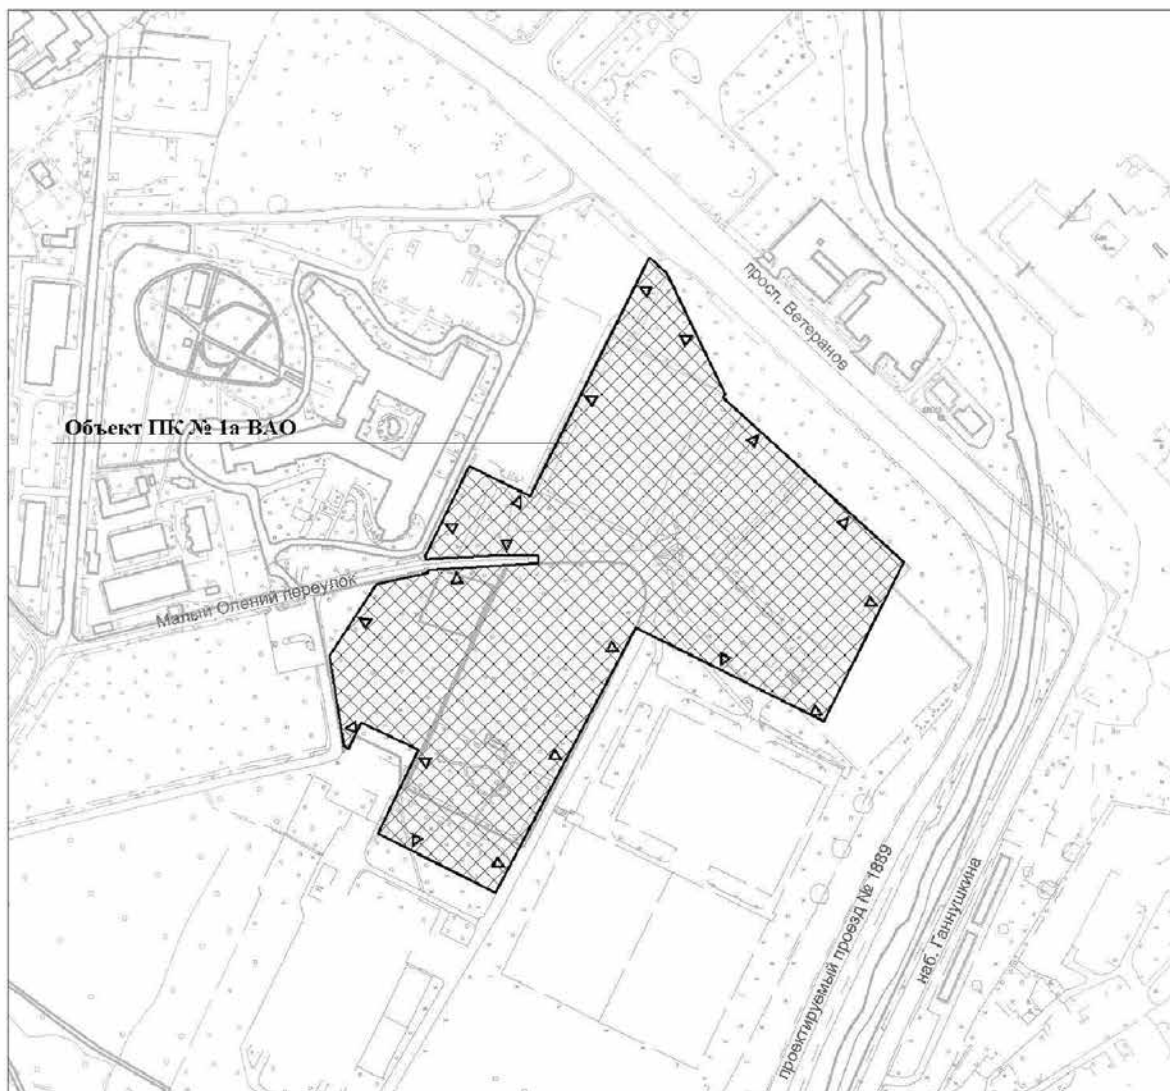 просп. Ветеранов
Объект ПК № 1а ВАО
Малый Олений переулок
проектируемый проезд № 1889
наб. Ганнушкина